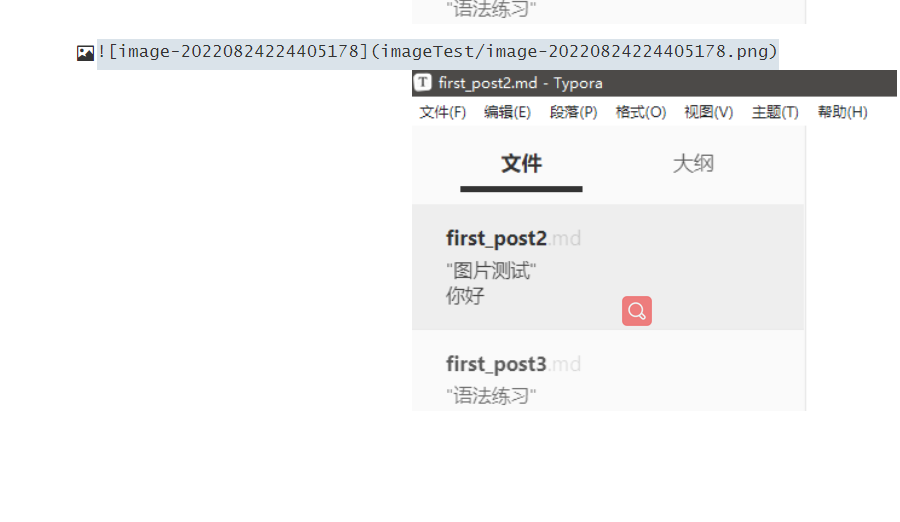 "语法练习"
![image-20220824224405178](imageTest/image-20220824224405178.png)
T first_post2.md - Typora
文件(F) 编辑(E) 段落(P) 格式(O) 视图(V) 主题(T) 帮助(H)
文件 大纲
first_post2.md
"图片测试"
你好
first_post3.md
"语法练习"